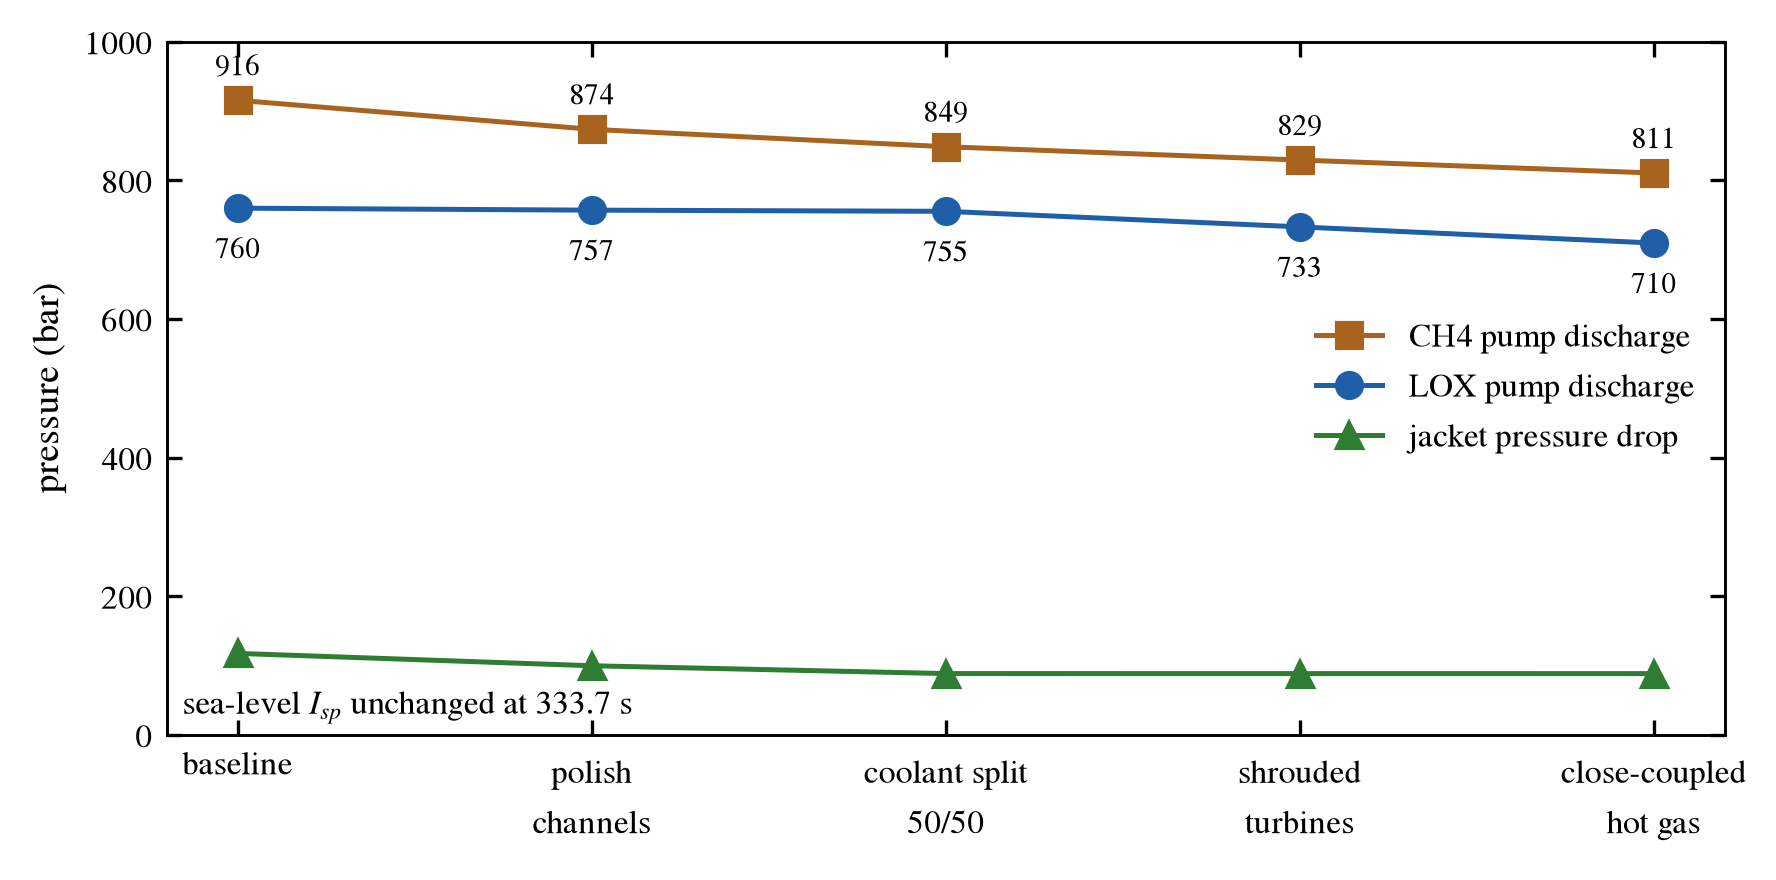 1000
916
874
849
829
811
800
760
757
755
733
710
600
CH4 pump discharge
LOX pump discharge
jacket pressure drop
pressure (bar)
400
200
sea-level Isp unchanged at 333.7 s
0
baseline
polish
channels
coolant split
50/50
shrouded
turbines
close-coupled
hot gas